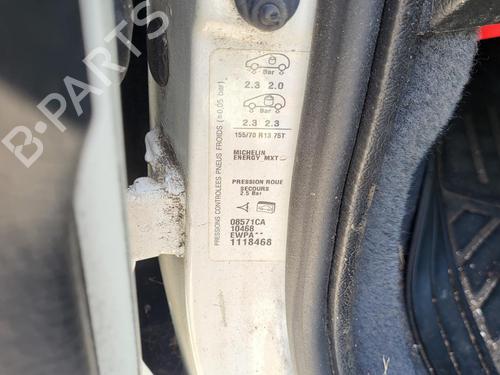 PRESSIONS CONTROLEES PNEUS FROIDS (±0,05 bar)
Bar
2.3 2.0
Bar
2.3 2.3
155/70 R13 75T
MICHELIN
ENERGY MXT
PRESSION ROUE
SECOURS
2.5 Bar
08571CA
10468
EWPA**
1118468
B-PARTS